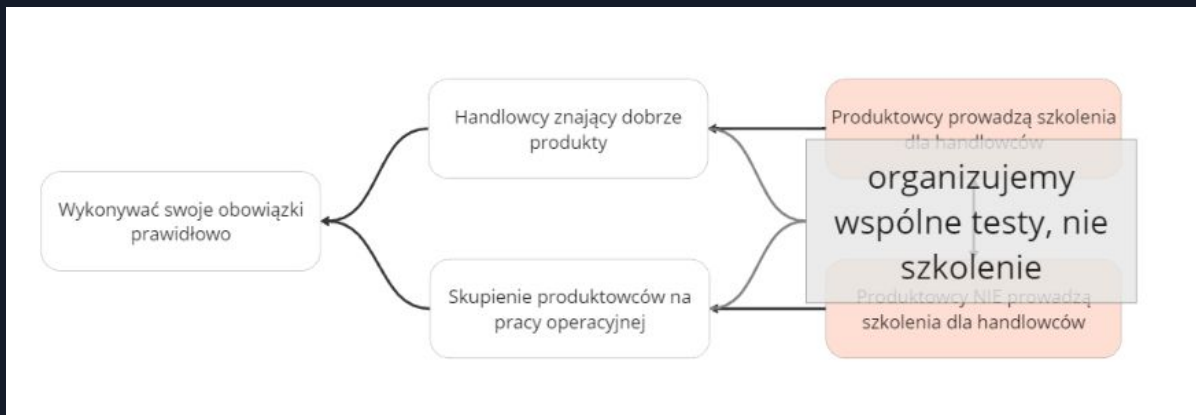 Handlowcy znający dobrze
produkty
Produktowcy prowadzą szkolenia
dla handlowców
Wykonywać swoje obowiązki
prawidłowo
organizujemy
wspólne testy, nie
szkolenie
Skupienie produktowców na
pracy operacyjnej
Produktowcy NIE prowadzą
szkolenia dla handlowców